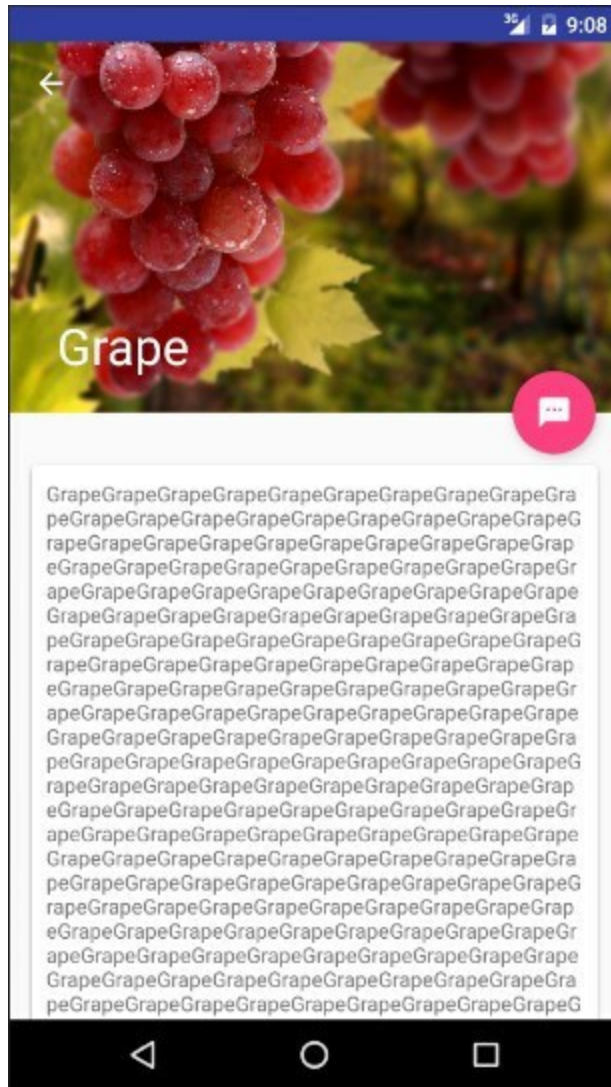 3G 9:08
Grape
GrapeGrapeGrapeGrapeGrapeGrapeGrapeGrapeGrapeGra
peGrapeGrapeGrapeGrapeGrapeGrapeGrapeGrapeGrapeG
rapeGrapeGrapeGrapeGrapeGrapeGrapeGrapeGrapeGrap
eGrapeGrapeGrapeGrapeGrapeGrapeGrapeGrapeGrapeGr
apeGrapeGrapeGrapeGrapeGrapeGrapeGrapeGrapeGrape
GrapeGrapeGrapeGrapeGrapeGrapeGrapeGrapeGrapeGra
peGrapeGrapeGrapeGrapeGrapeGrapeGrapeGrapeGrapeG
rapeGrapeGrapeGrapeGrapeGrapeGrapeGrapeGrapeGrap
eGrapeGrapeGrapeGrapeGrapeGrapeGrapeGrapeGrapeGr
apeGrapeGrapeGrapeGrapeGrapeGrapeGrapeGrapeGrape
GrapeGrapeGrapeGrapeGrapeGrapeGrapeGrapeGrapeGra
peGrapeGrapeGrapeGrapeGrapeGrapeGrapeGrapeGrapeG
rapeGrapeGrapeGrapeGrapeGrapeGrapeGrapeGrapeGrap
eGrapeGrapeGrapeGrapeGrapeGrapeGrapeGrapeGrapeGr
apeGrapeGrapeGrapeGrapeGrapeGrapeGrapeGrapeGrape
GrapeGrapeGrapeGrapeGrapeGrapeGrapeGrapeGrapeGra
peGrapeGrapeGrapeGrapeGrapeGrapeGrapeGrapeGrapeG
rapeGrapeGrapeGrapeGrapeGrapeGrapeGrapeGrapeGrap
eGrapeGrapeGrapeGrapeGrapeGrapeGrapeGrapeGrapeGr
apeGrapeGrapeGrapeGrapeGrapeGrapeGrapeGrapeGrape
GrapeGrapeGrapeGrapeGrapeGrapeGrapeGrapeGrapeGra
peGrapeGrapeGrapeGrapeGrapeGrapeGrapeGrapeGrapeG